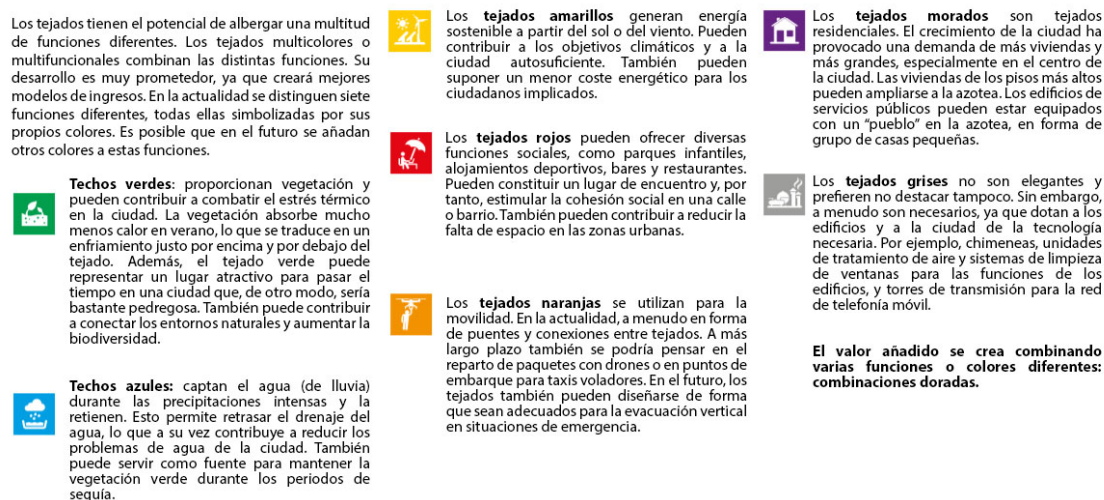 Los tejados tienen el potencial de albergar una multitud
de funciones diferentes. Los tejados multicolores o
multifuncionales combinan las distintas funciones. Su
desarrollo es muy prometedor, ya que creará mejores
modelos de ingresos. En la actualidad se distinguen siete
funciones diferentes, todas ellas simbolizadas por sus
propios colores. Es posible que en el futuro se añadan
otros colores a estas funciones.
Techos verdes: proporcionan vegetación y
pueden contribuir a combatir el estrés térmico
en la ciudad. La vegetación absorbe mucho
menos calor en verano, lo que se traduce en un
enfriamiento justo por encima y por debajo del
tejado. Además, el tejado verde puede
representar un lugar atractivo para pasar el
tiempo en una ciudad que, de otro modo, sería
bastante pedregosa. También puede contribuir
a conectar los entornos naturales y aumentar la
biodiversidad.
Techos azules: captan el agua (de lluvia)
durante las precipitaciones intensas y la
retienen. Esto permite retrasar el drenaje del
agua, lo que a su vez contribuye a reducir los
problemas de agua de la ciudad. También
puede servir como fuente para mantener la
vegetación verde durante los periodos de
sequía.
Los tejados amarillos generan energía
sostenible a partir del sol o del viento. Pueden
contribuir a los objetivos climáticos y a la
ciudad autosuficiente. También pueden
suponer un menor coste energético para los
ciudadanos implicados.
Los tejados rojos pueden ofrecer diversas
funciones sociales, como parques infantiles,
alojamientos deportivos, bares y restaurantes.
Pueden constituir un lugar de encuentro y, por
tanto, estimular la cohesión social en una calle
o barrio. También pueden contribuir a reducir la
falta de espacio en las zonas urbanas.
Los tejados naranjas se utilizan para la
movilidad. En la actualidad, a menudo en forma
de puentes y conexiones entre tejados. A más
largo plazo también se podría pensar en el
reparto de paquetes con drones o en puntos de
embarque para taxis voladores. En el futuro, los
tejados también pueden diseñarse de forma
que sean adecuados para la evacuación vertical
en situaciones de emergencia.
Los tejados morados son tejados
residenciales. El crecimiento de la ciudad ha
provocado una demanda de más viviendas y
más grandes, especialmente en el centro de
la ciudad. Las viviendas de los pisos más altos
pueden ampliarse a la azotea. Los edificios de
servicios públicos pueden estar equipados
con un "pueblo" en la azotea, en forma de
grupo de casas pequeñas.
Los tejados grises no son elegantes y
prefieren no destacar tampoco. Sin embargo,
a menudo son necesarios, ya que dotan a los
edificios y a la ciudad de la tecnología
necesaria. Por ejemplo, chimeneas, unidades
de tratamiento de aire y sistemas de limpieza
de ventanas para las funciones de los
edificios, y torres de transmisión para la red
de telefonía móvil.
El valor añadido se crea combinando
varias funciones o colores diferentes:
combinaciones doradas.